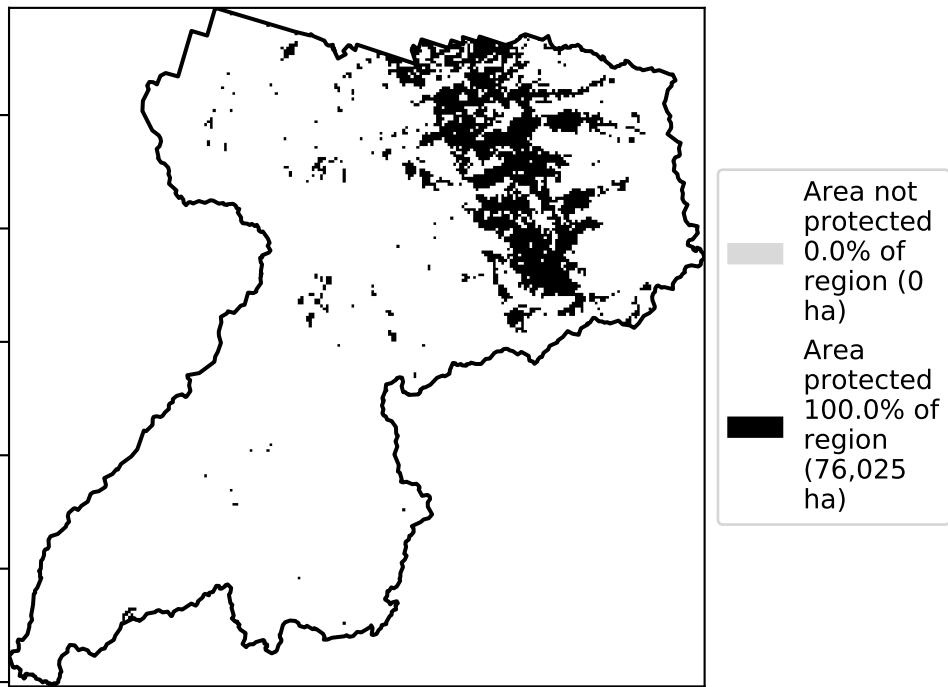 Area not
protected
0.0% of
region (0
ha)
Area
protected
100.0% of
region
(76,025
ha)